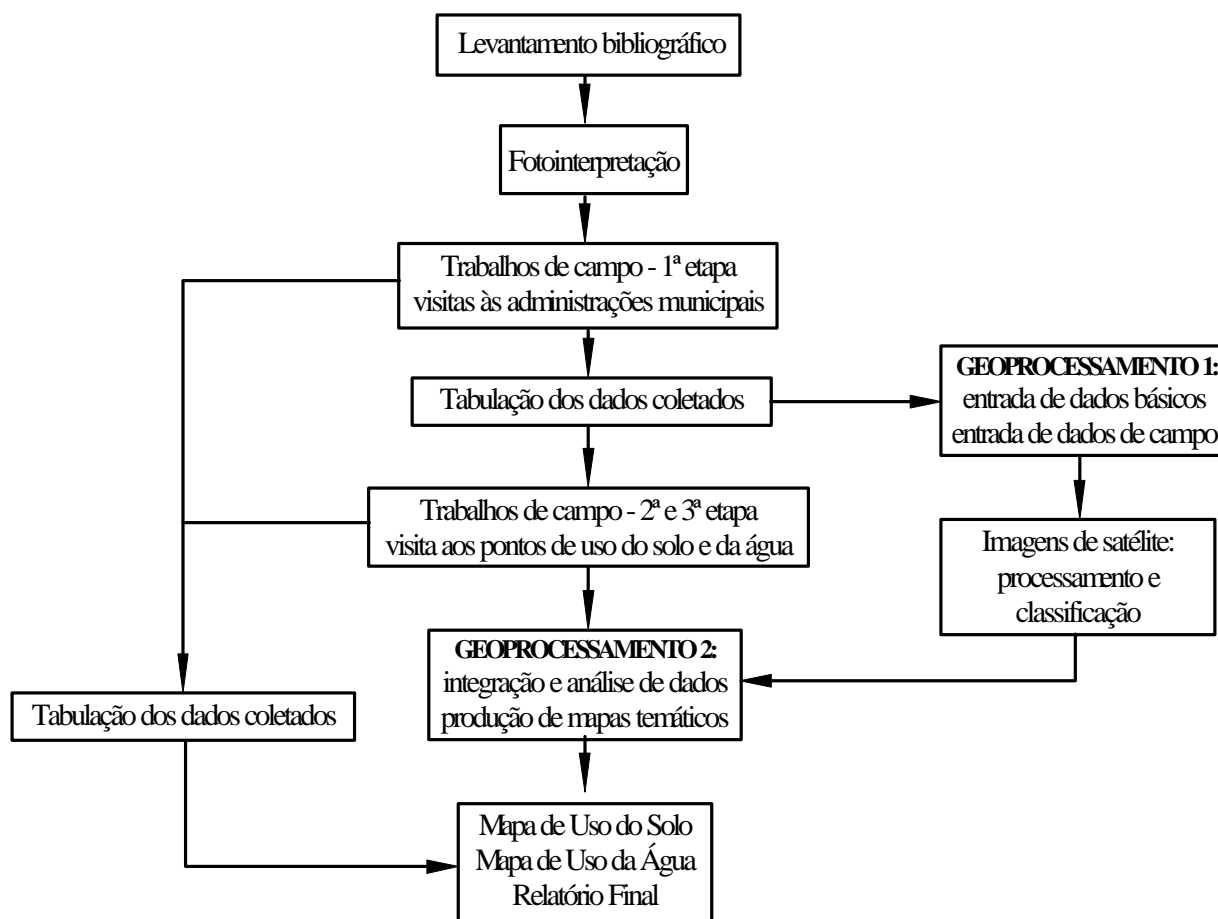 Levantamento bibliográfico
Fotointerpretação
Trabalhos de campo - 1ª etapa
visitas às administrações municipais
Tabulação dos dados coletados
GEOPROCESSAMENTO 1:
entrada de dados básicos
entrada de dados de campo
Trabalhos de campo - 2ª e 3ª etapa
visita aos pontos de uso do solo e da água
Imagens de satélite:
processamento e
classificação
GEOPROCESSAMENTO 2:
integração e análise de dados
produção de mapas temáticos
Tabulação dos dados coletados
Mapa de Uso do Solo
Mapa de Uso da Água
Relatório Final